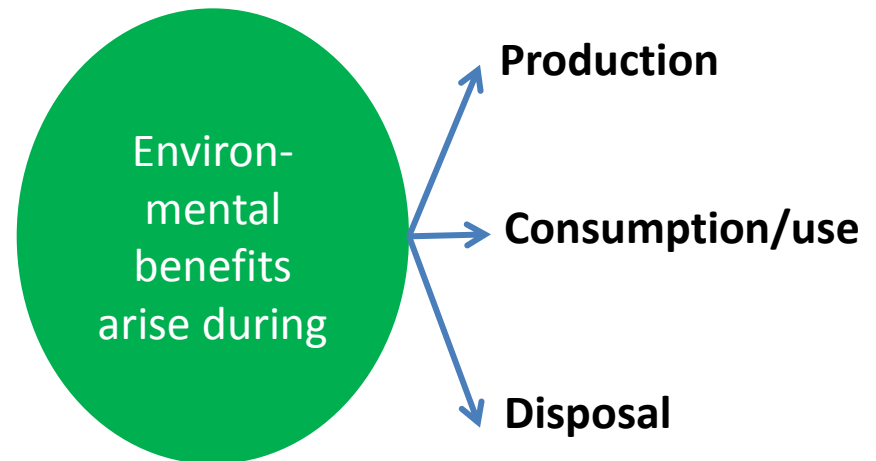 Environ-
mental
benefits
arise during
Production
Consumption/use
Disposal